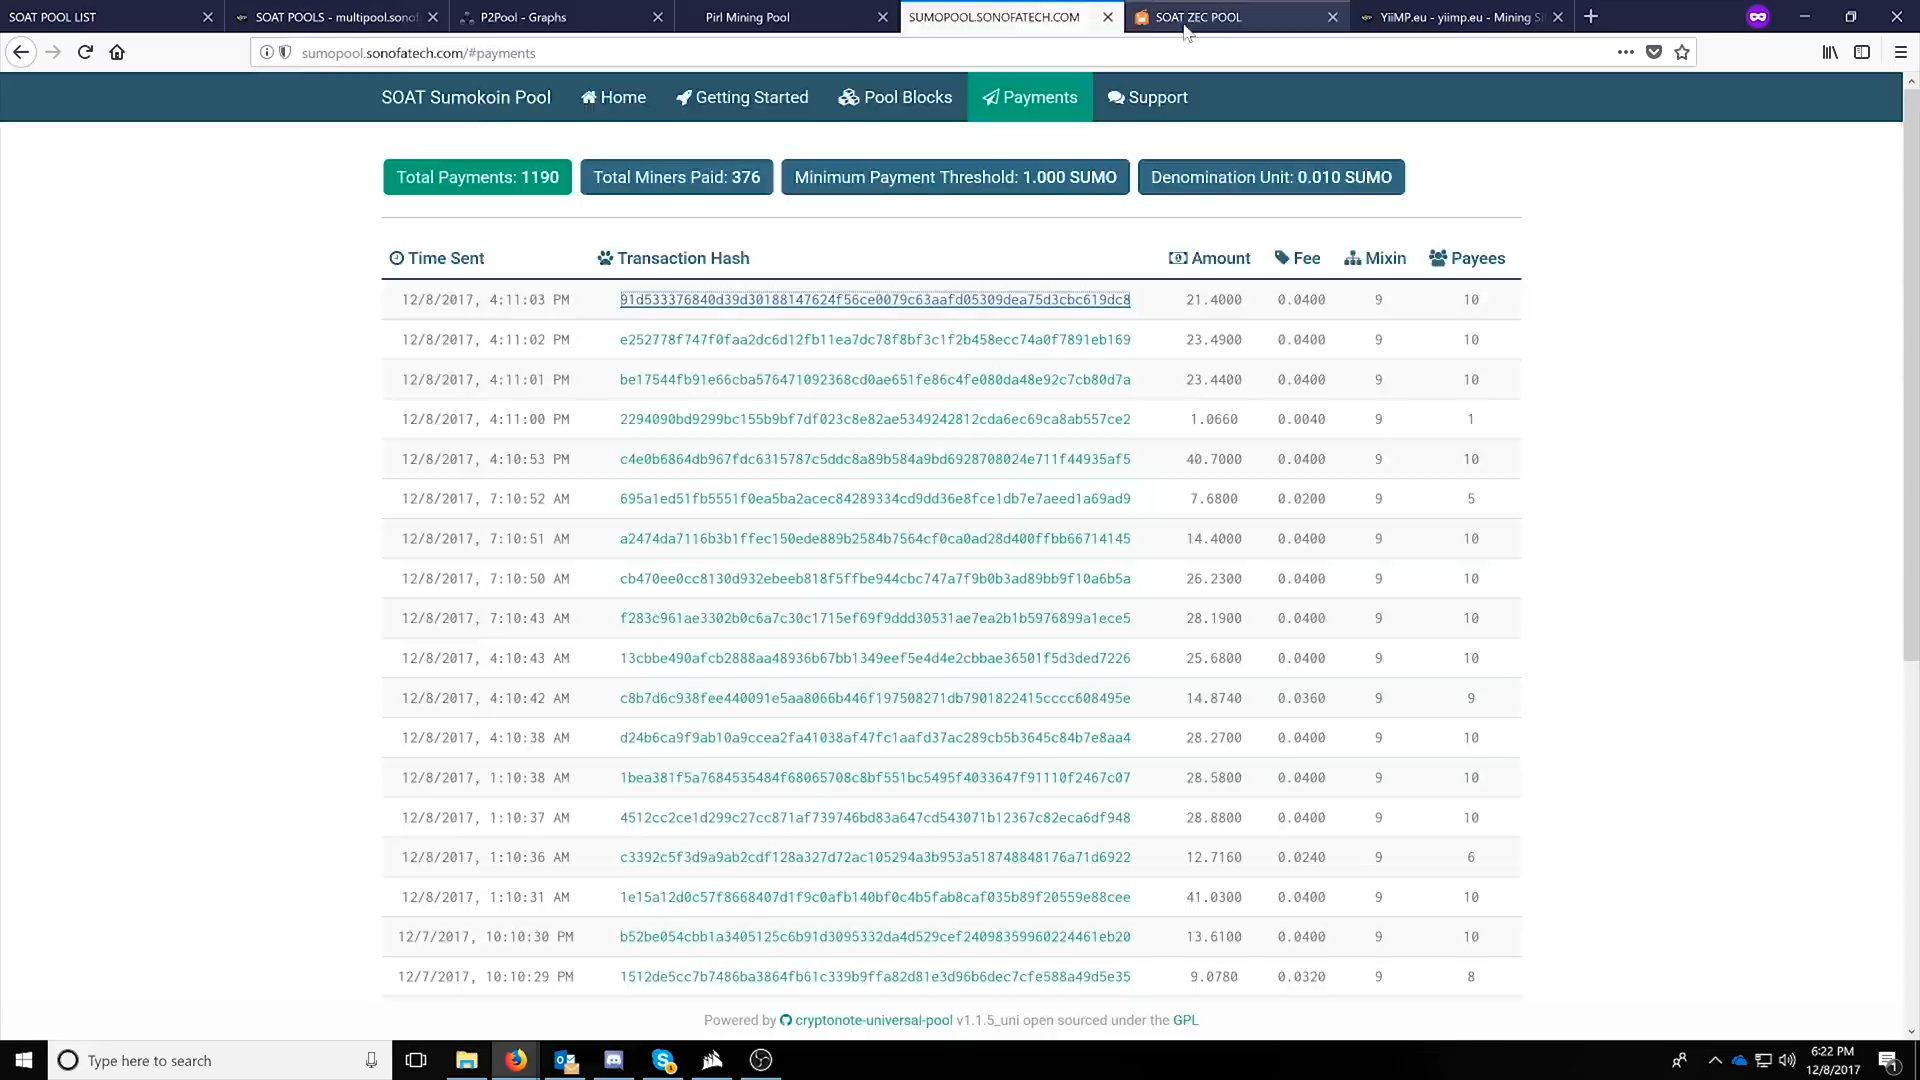 SOAT POOL LIST
SOAT POOLS - multipool.sonof
P2Pool - Graphs
Pirl Mining Pool
SUMOPOOL.SONOFATECH.COM
SOAT ZEC POOL
YiiMP.eu - yiimp.eu - Mining S
sumopool.sonofatech.com/#payments
SOAT Sumokoin Pool Home Getting Started Pool Blocks Payments Support
Total Payments: 1190 Total Miners Paid: 376 Minimum Payment Threshold: 1.000 SUMO Denomination Unit: 0.010 SUMO
Time Sent Transaction Hash Amount Fee Mixin Payees
12/8/2017, 4:11:03 PM 91d533376840d39d30188147624f56ce0079c63aafd05309dea75d3cbc619dc8 21.4000 0.0400 9 10
12/8/2017, 4:11:02 PM e252778f747f0faa2dc6d12fb11ea7dc78f8bf3c1f2b458ecc74a0f7891eb169 23.4900 0.0400 9 10
12/8/2017, 4:11:01 PM be17544fb91e66cba576471092368cd0ae651fe86c4fe080da48e92c7cb80d7a 23.4400 0.0400 9 10
12/8/2017, 4:11:00 PM 2294090bd9299bc155b9bf7df023c8e82ae5349242812cda6ec69ca8ab557ce2 1.0660 0.0040 9 1
12/8/2017, 4:10:53 PM c4e0b6864db967fdc6315787c5ddc8a89b584a9bd6928708024e711f44935af5 40.7000 0.0400 9 10
12/8/2017, 7:10:52 AM 695a1ed51fb5551f0ea5ba2acec84289334cd9dd36e8fce1db7e7aeed1a69ad9 7.6800 0.0200 9 5
12/8/2017, 7:10:51 AM a2474da7116b3b1ffec150ede889b2584b7564cf0ca0ad28d400ffbb66714145 14.4000 0.0400 9 10
12/8/2017, 7:10:50 AM cb470ee0cc8130d932ebeeb818f5ffbe944cbc747a7f9b0b3ad89bb9f10a6b5a 26.2300 0.0400 9 10
12/8/2017, 7:10:43 AM f283c961ae3302b0c6a7c30c1715ef69f9ddd30531ae7ea2b1b5976899a1ece5 28.1900 0.0400 9 10
12/8/2017, 4:10:43 AM 13cbbe490afcb2888aa48936b67bb1349eef5e4d4e2cbbae36501f5d3ded7226 25.6800 0.0400 9 10
12/8/2017, 4:10:42 AM c8b7d6c938fee440091e5aa8066b446f197508271db7901822415cccc608495e 14.8740 0.0360 9 9
12/8/2017, 4:10:38 AM d24b6ca9f9ab10a9ccea2fa41038af47fc1aafd37ac289cb5b3645c84b7e8aa4 28.2700 0.0400 9 10
12/8/2017, 1:10:38 AM 1bea381f5a7684535484f68065708c8bf551bc5495f4033647f91110f2467c07 28.5800 0.0400 9 10
12/8/2017, 1:10:37 AM 4512cc2ce1d299c27cc871af739746bd83a647cd543071b12367c82eca6df948 28.8800 0.0400 9 10
12/8/2017, 1:10:36 AM c3392c5f3d9a9ab2cdf128a327d72ac105294a3b953a518748848176a71d6922 12.7160 0.0240 9 6
12/8/2017, 1:10:31 AM 1e15a12d0c57f8668407d1f9c0afb140bf0c4b5fab8caf035b89f20559e88cee 41.0300 0.0400 9 10
12/7/2017, 10:10:30 PM b52be054cbb1a3405125c6b91d3095332da4d529cef24098359960224461eb20 13.6100 0.0400 9 10
12/7/2017, 10:10:29 PM 1512de5cc7b7486ba3864fb61c339b9ffa82d81e3d96b6dec7cfe588a49d5e35 9.0780 0.0320 9 8
Powered by cryptonote-universal-pool v1.1.5_uni open sourced under the GPL
Type here to search
6:22 PM
12/8/2017